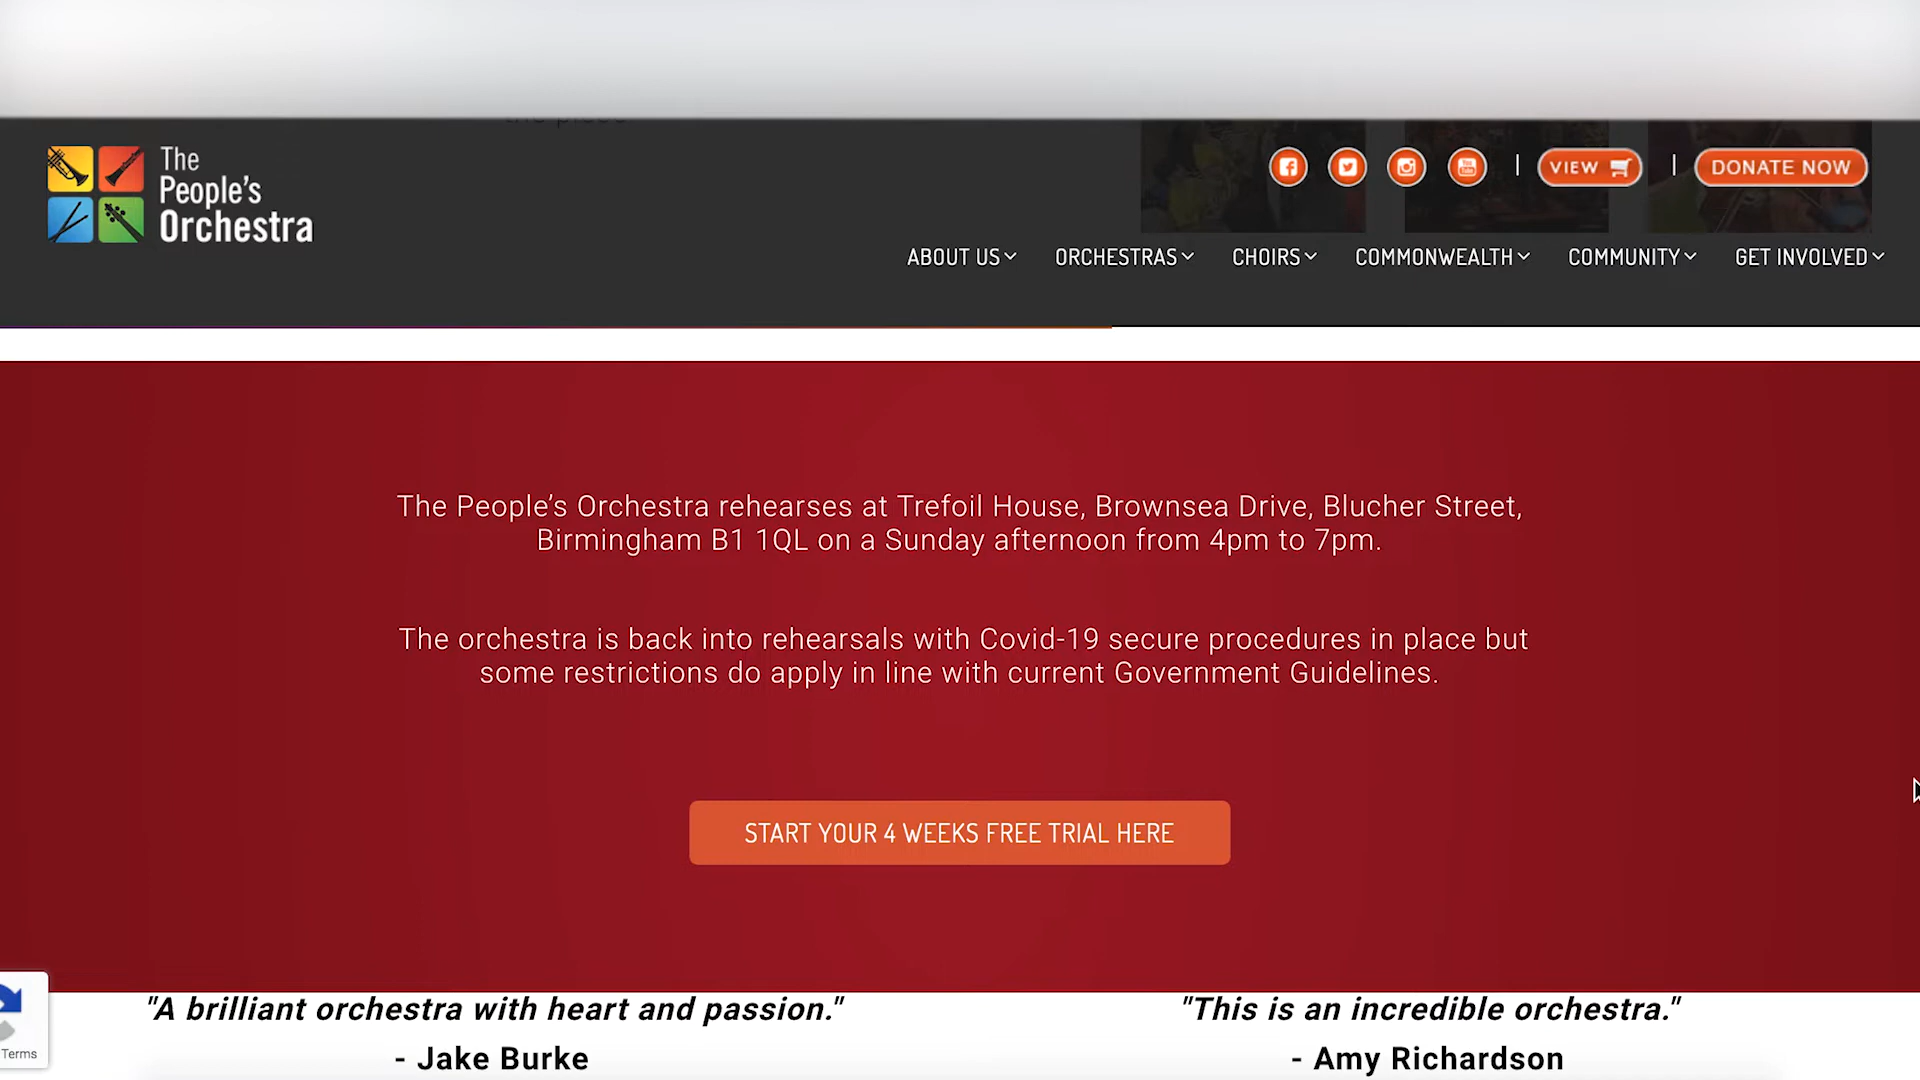 The
People's
Orchestra
VIEW
DONATE NOW
ABOUT US
ORCHESTRAS
CHOIRS
COMMONWEALTH
COMMUNITY
GET INVOLVED
The People’s Orchestra rehearses at Trefoil House, Brownsea Drive, Blucher Street,
Birmingham B1 1QL on a Sunday afternoon from 4pm to 7pm.
The orchestra is back into rehearsals with Covid-19 secure procedures in place but
some restrictions do apply in line with current Government Guidelines.
START YOUR 4 WEEKS FREE TRIAL HERE
"A brilliant orchestra with heart and passion."
- Jake Burke
"This is an incredible orchestra."
- Amy Richardson
Terms